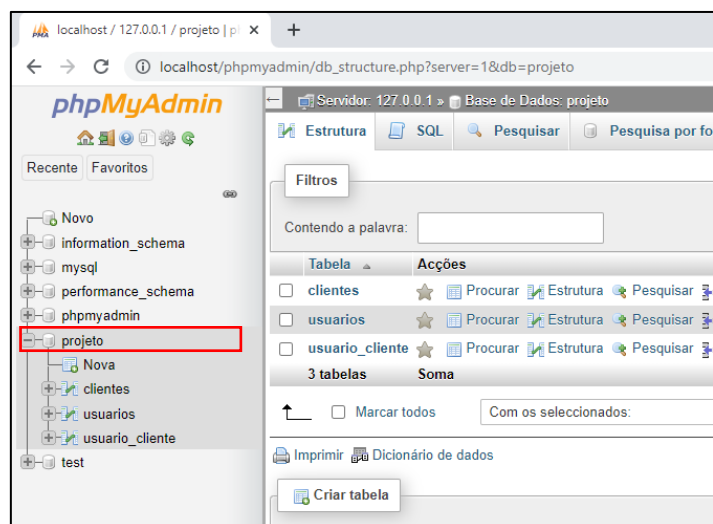 localhost / 127.0.0.1 / projeto | p
localhost/phpmyadmin/db_structure.php?server=1&db=projeto
phpMyAdmin
Recente Favoritos
Novo
information_schema
mysql
performance_schema
phpmyadmin
projeto
Nova
clientes
usuarios
usuario_cliente
test
Servidor: 127.0.0.1 » Base de Dados: projeto
Estrutura SQL Pesquisar Pesquisa por fo
Filtros
Contendo a palavra:
Tabela Acções
clientes Procurar Estrutura Pesquisar
usuarios Procurar Estrutura Pesquisar
usuario_cliente Procurar Estrutura Pesquisar
3 tabelas Soma
Marcar todos Com os seleccionados:
Imprimir Dicionário de dados
Criar tabela